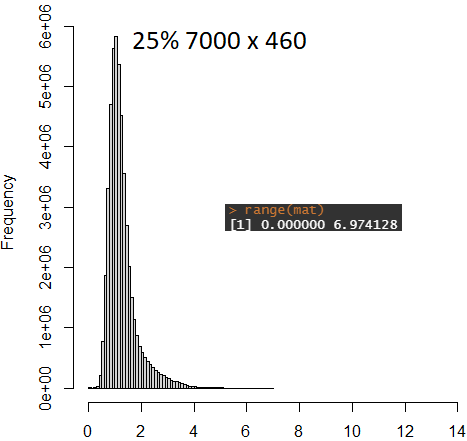 25% 7000 x 460
6e+06
5e+06
4e+06
3e+06
2e+06
1e+06
0e+00
Frequency
> range(mat)
[1] 0.000000 6.974128
0 2 4 6 8 10 12 14